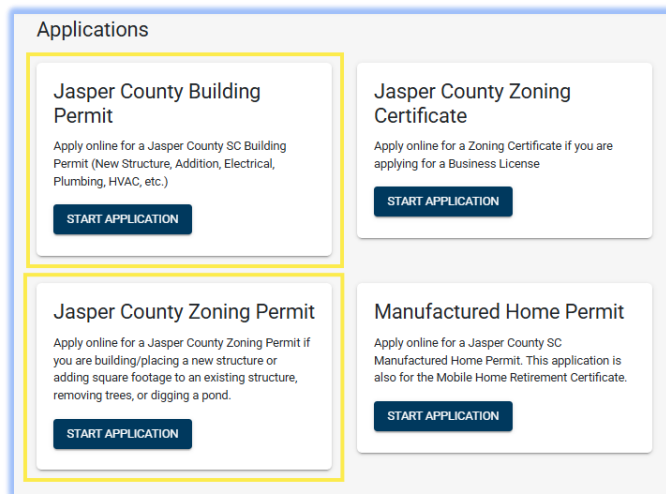 Applications
Jasper County Building
Permit
Apply online for a Jasper County SC Building
Permit (New Structure, Addition, Electrical,
Plumbing, HVAC, etc.)
START APPLICATION
Jasper County Zoning
Certificate
Apply online for a Zoning Certificate if you are
applying for a Business License
START APPLICATION
Jasper County Zoning Permit
Apply online for a Jasper County Zoning Permit if
you are building/placing a new structure or
adding square footage to an existing structure,
removing trees, or digging a pond.
START APPLICATION
Manufactured Home Permit
Apply online for a Jasper County SC
Manufactured Home Permit. This application is
also for the Mobile Home Retirement Certificate.
START APPLICATION